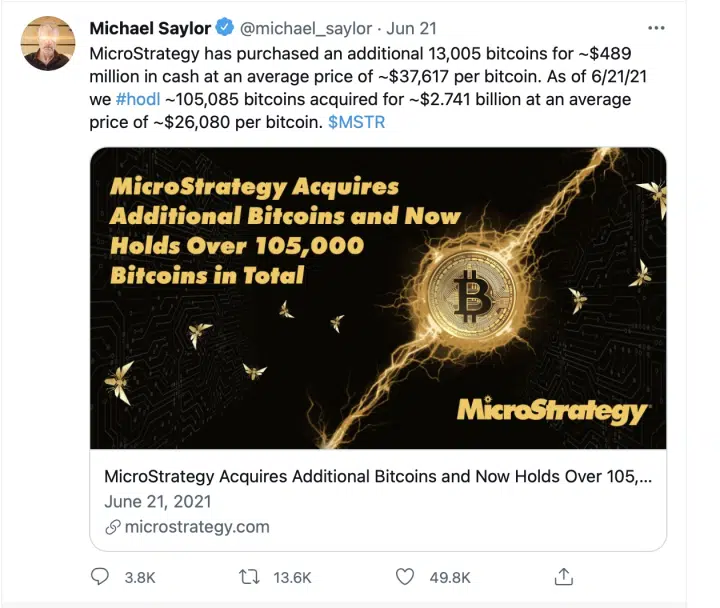 Michael Saylor @michael_saylor · Jun 21
MicroStrategy has purchased an additional 13,005 bitcoins for ~$489
million in cash at an average price of ~$37,617 per bitcoin. As of 6/21/21
we #hodl ~105,085 bitcoins acquired for ~$2.741 billion at an average
price of ~$26,080 per bitcoin. $MSTR
MicroStrategy Acquires
Additional Bitcoins and Now
Holds Over 105,000
Bitcoins in Total
MicroStrategy
MicroStrategy Acquires Additional Bitcoins and Now Holds Over 105,...
June 21, 2021
microstrategy.com
3.8K 13.6K 49.8K